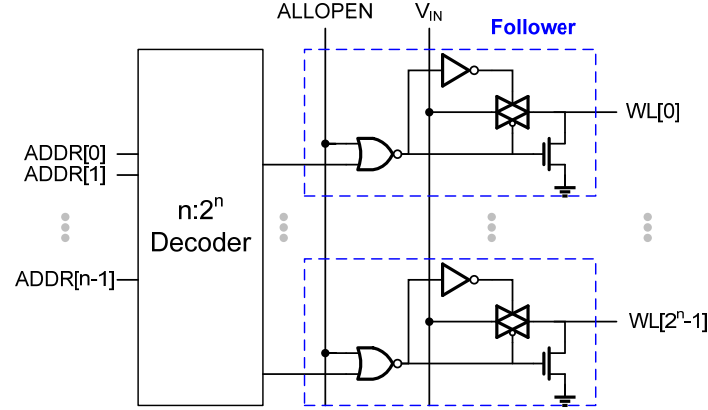 ALLOPEN
V_IN
Follower
WL[0]
ADDR[0]
ADDR[1]
n:2^n
Decoder
ADDR[n-1]
WL[2^n-1]